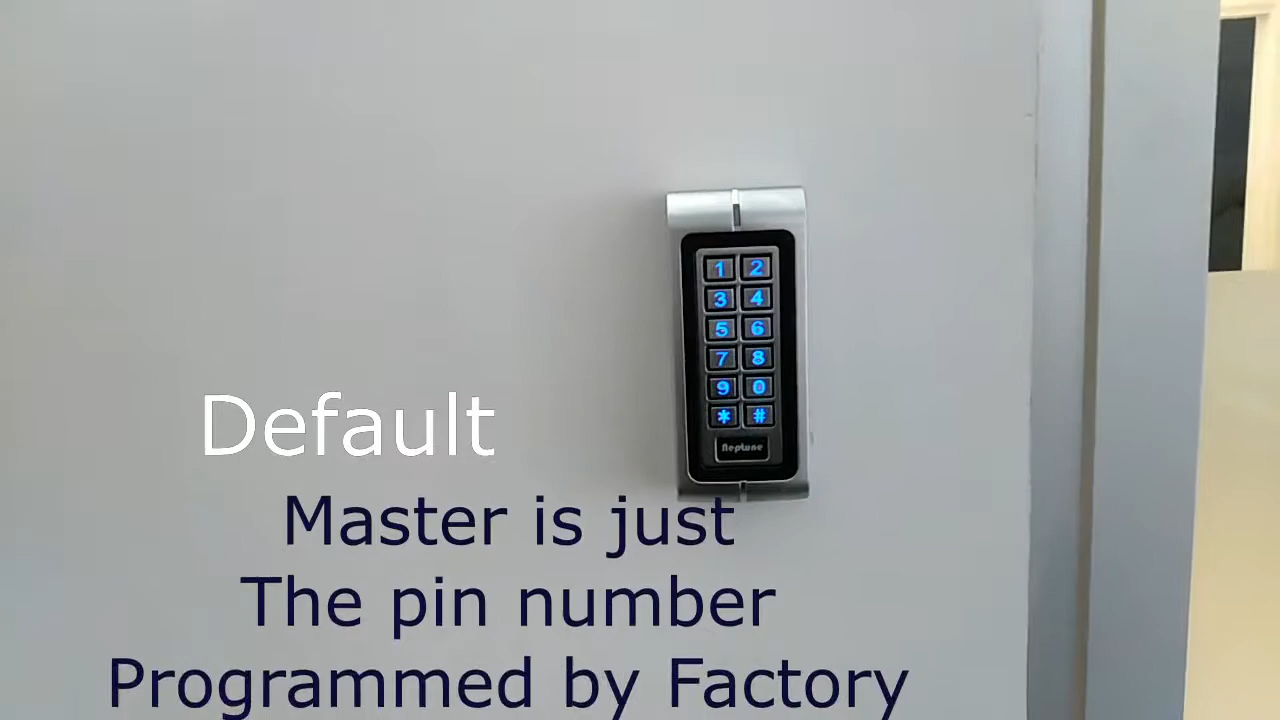 1 2
3 4
5 6
7 8
9 0
* #
Neptune
Default
Master is just
The pin number
Programmed by Factory